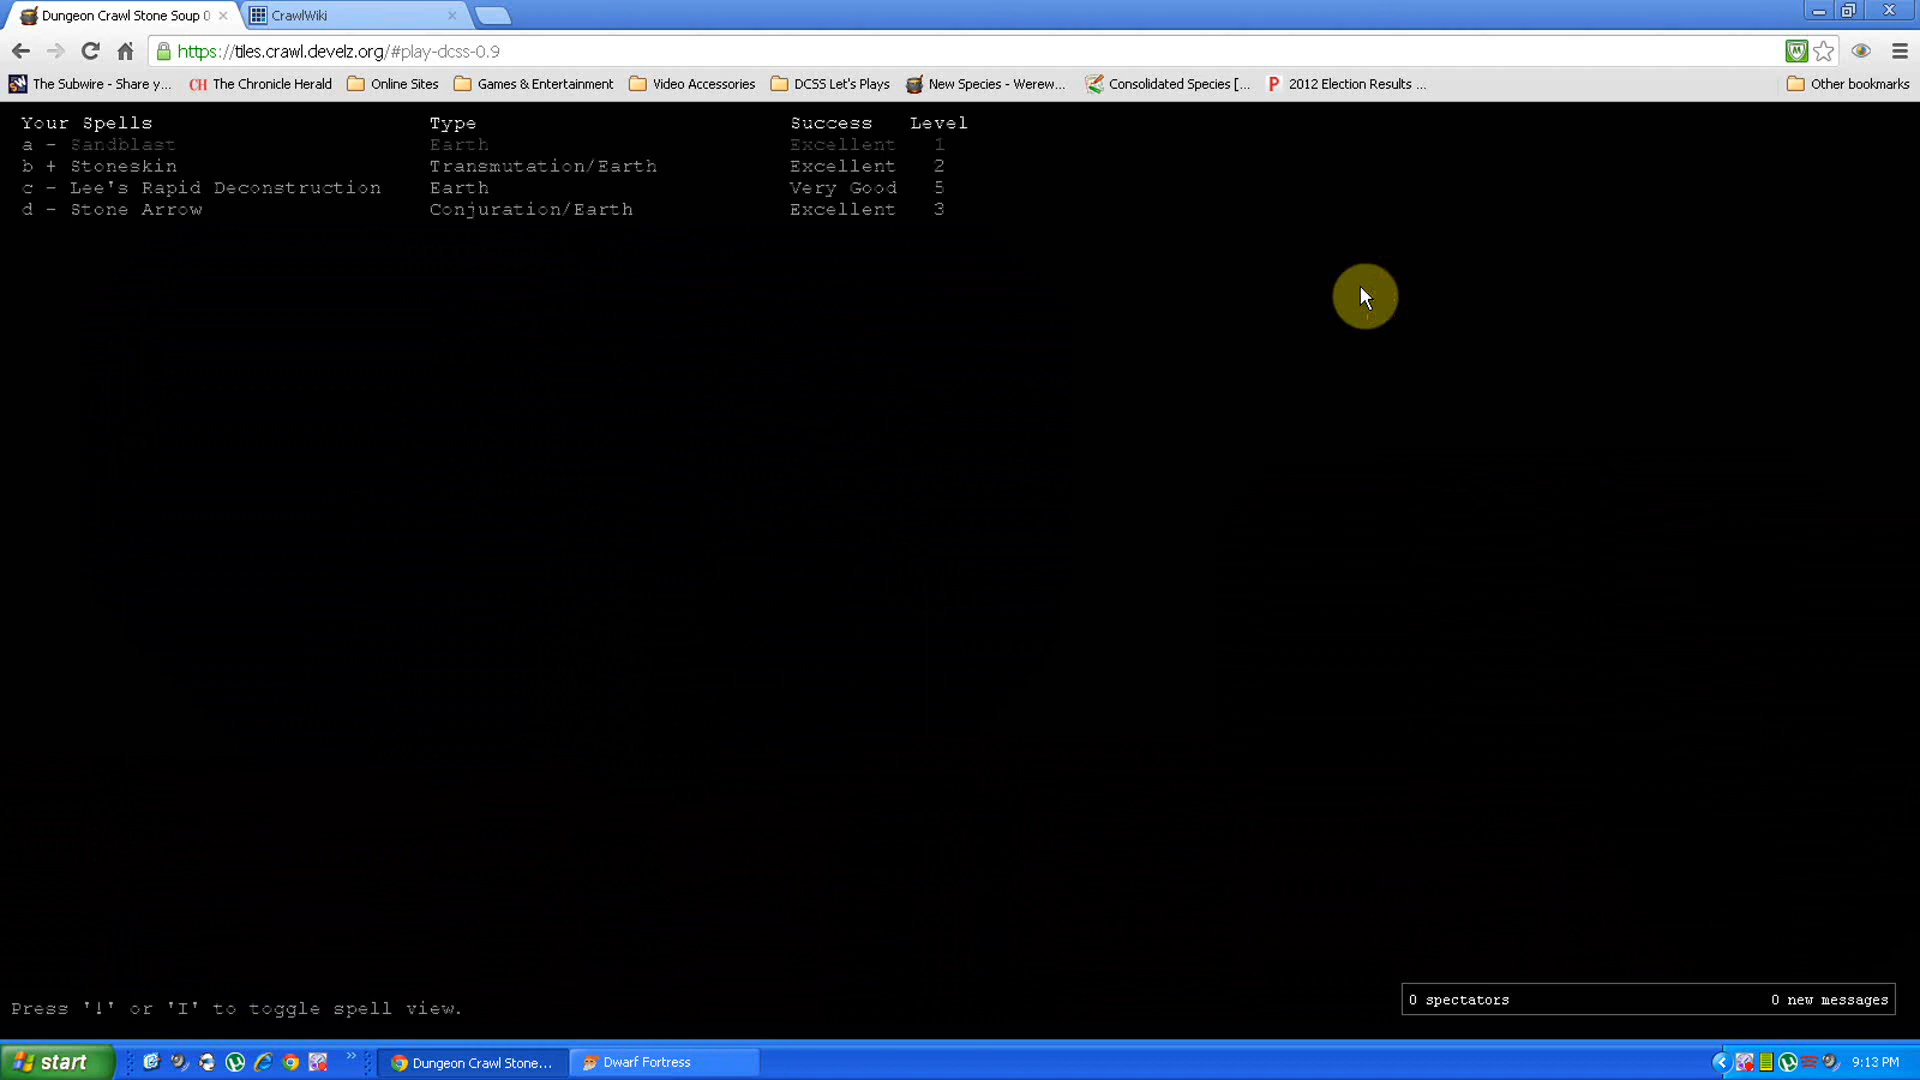 Dungeon Crawl Stone Soup 0
CrawlWiki
https://tiles.crawl.develz.org/#play-dcss-0.9
The Subwire - Share y...
CH The Chronicle Herald
Online Sites
Games & Entertainment
Video Accessories
DCSS Let's Plays
New Species - Werew...
Consolidated Species [...
P 2012 Election Results ...
Other bookmarks
Your Spells Type Success Level
a - Sandblast Earth Excellent 1
b + Stoneskin Transmutation/Earth Excellent 2
c - Lee's Rapid Deconstruction Earth Very Good 5
d - Stone Arrow Conjuration/Earth Excellent 3
Press '!' or 'I' to toggle spell view.
0 spectators 0 new messages
start
Dungeon Crawl Stone...
Dwarf Fortress
9:13 PM